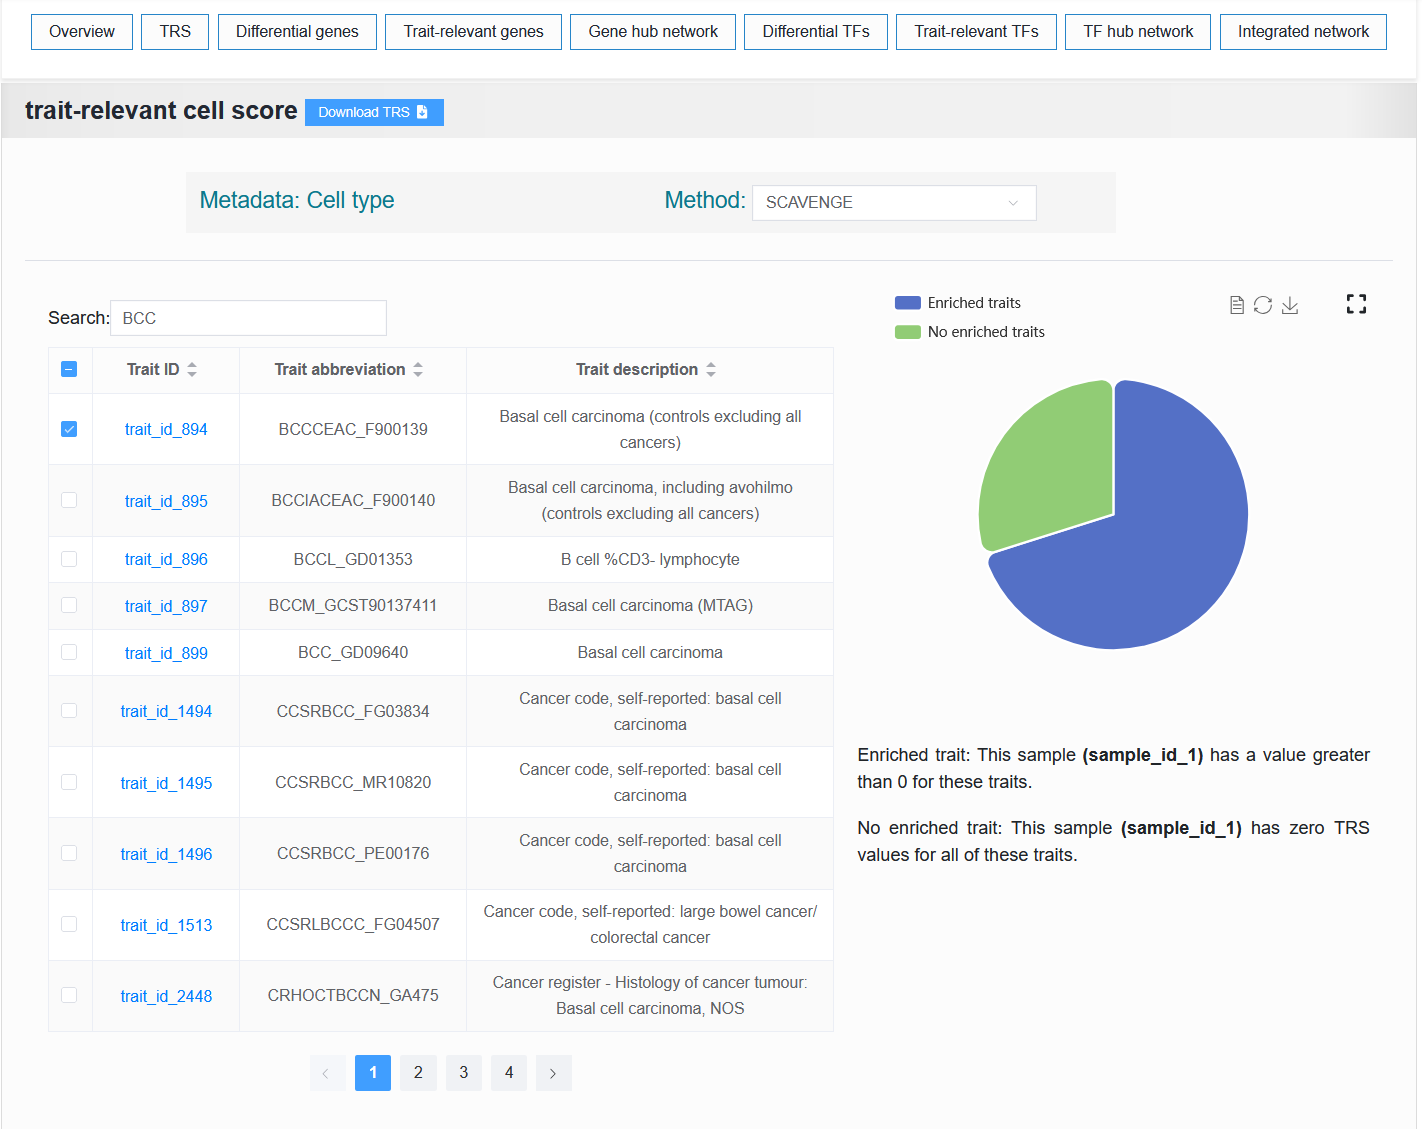 Overview TRS Differential genes Trait-relevant genes Gene hub network Differential TFs Trait-relevant TFs TF hub network Integrated network
trait-relevant cell score Download TRS
Metadata: Cell type Method: SCAVENGE
Search: BCC
Trait ID Trait abbreviation Trait description
trait_id_894 BCCCEAC_F900139 Basal cell carcinoma (controls excluding all
cancers)
trait_id_895 BCCIACEAC_F900140 Basal cell carcinoma, including avohilmo
(controls excluding all cancers)
trait_id_896 BCCL_GD01353 B cell %CD3- lymphocyte
trait_id_897 BCCM_GCST90137411 Basal cell carcinoma (MTAG)
trait_id_899 BCC_GD09640 Basal cell carcinoma
trait_id_1494 CCSRBCC_FG03834 Cancer code, self-reported: basal cell
carcinoma
trait_id_1495 CCSRBCC_MR10820 Cancer code, self-reported: basal cell
carcinoma
trait_id_1496 CCSRBCC_PE00176 Cancer code, self-reported: basal cell
carcinoma
trait_id_1513 CCSRLBCCC_FG04507 Cancer code, self-reported: large bowel cancer/
colorectal cancer
trait_id_2448 CRHOCTBCCN_GA475 Cancer register - Histology of cancer tumour:
Basal cell carcinoma, NOS
1 2 3 4
Enriched traits
No enriched traits
Enriched trait: This sample (sample_id_1) has a value greater
than 0 for these traits.
No enriched trait: This sample (sample_id_1) has zero TRS
values for all of these traits.